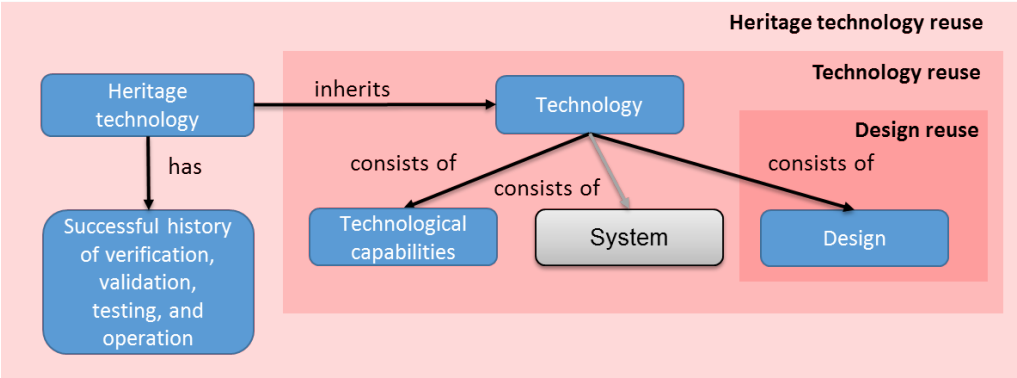 Heritage technology reuse
Technology reuse
Heritage
technology
inherits
Technology
Design reuse
has
consists of
consists of
consists of
Successful history
of verification,
validation,
testing, and
operation
Technological
capabilities
System
Design